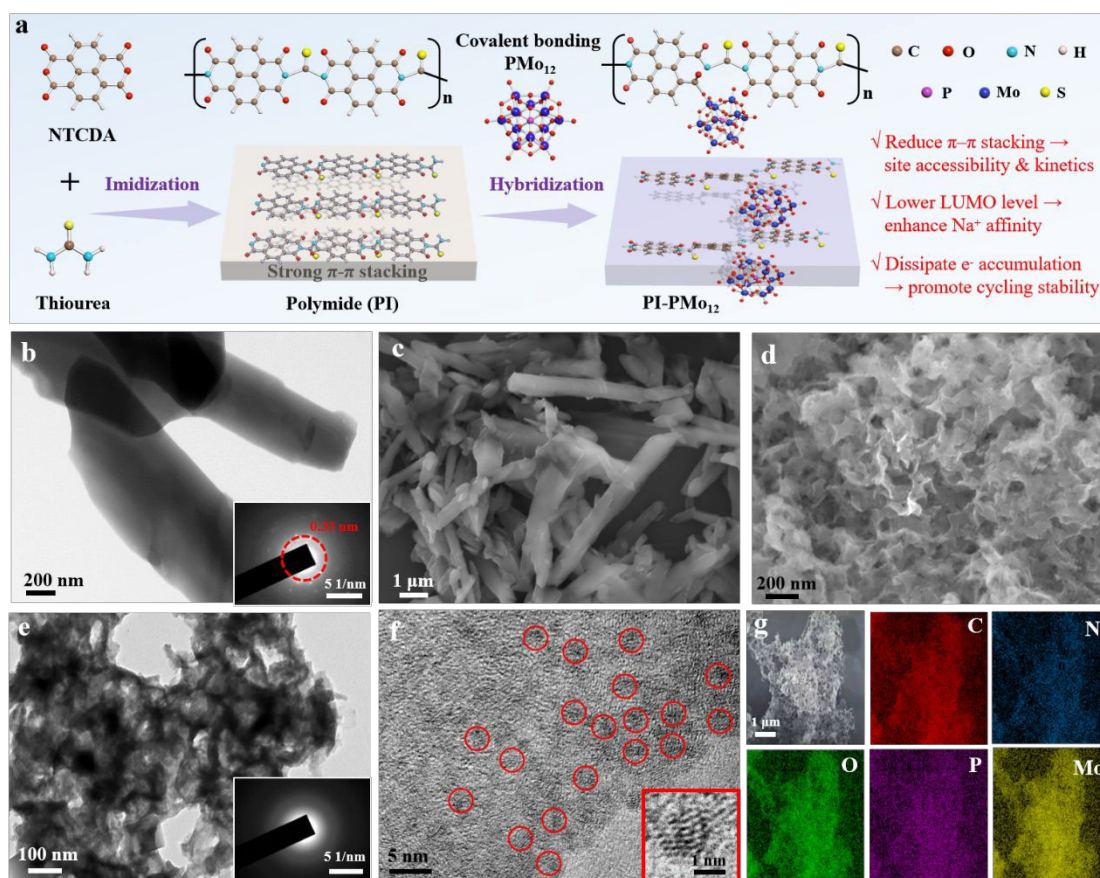 a
NTCDA
+
Thiourea
Imidization
n
Strong π-π stacking
Polymide (PI)
Covalent bonding
PMo₁₂
Hybridization
n
PI-PMo₁₂
C
O
N
H
P
Mo
S
√ Reduce π–π stacking →
site accessibility & kinetics
√ Lower LUMO level →
enhance Na⁺ affinity
√ Dissipate e⁻ accumulation
→ promote cycling stability
b
200 nm
0.33 nm
5 1/nm
c
1 μm
d
200 nm
e
100 nm
5 1/nm
f
5 nm
1 nm
g
1 μm
C
N
O
P
Mo